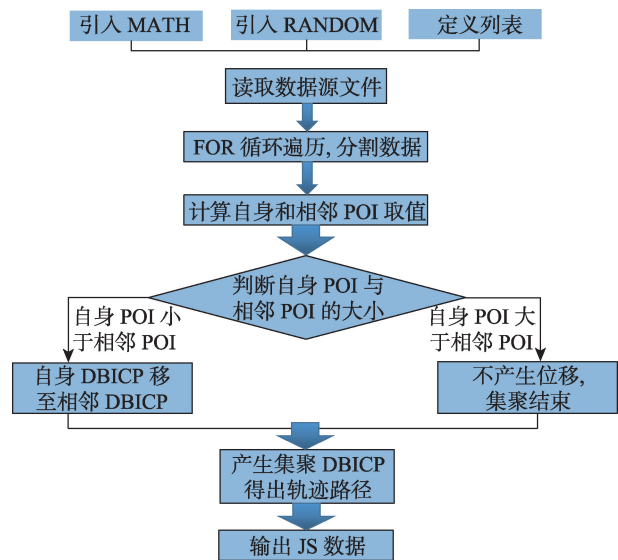 引入 MATH
引入 RANDOM
定义列表
读取数据源文件
FOR 循环遍历, 分割数据
计算自身和相邻 POI 取值
判断自身 POI 与
相邻 POI 的大小
自身 POI 小
于相邻 POI
自身 POI 大
于相邻 POI
自身 DBICP 移
至相邻 DBICP
不产生位移,
集聚结束
产生集聚 DBICP
得出轨迹路径
输出 JS 数据